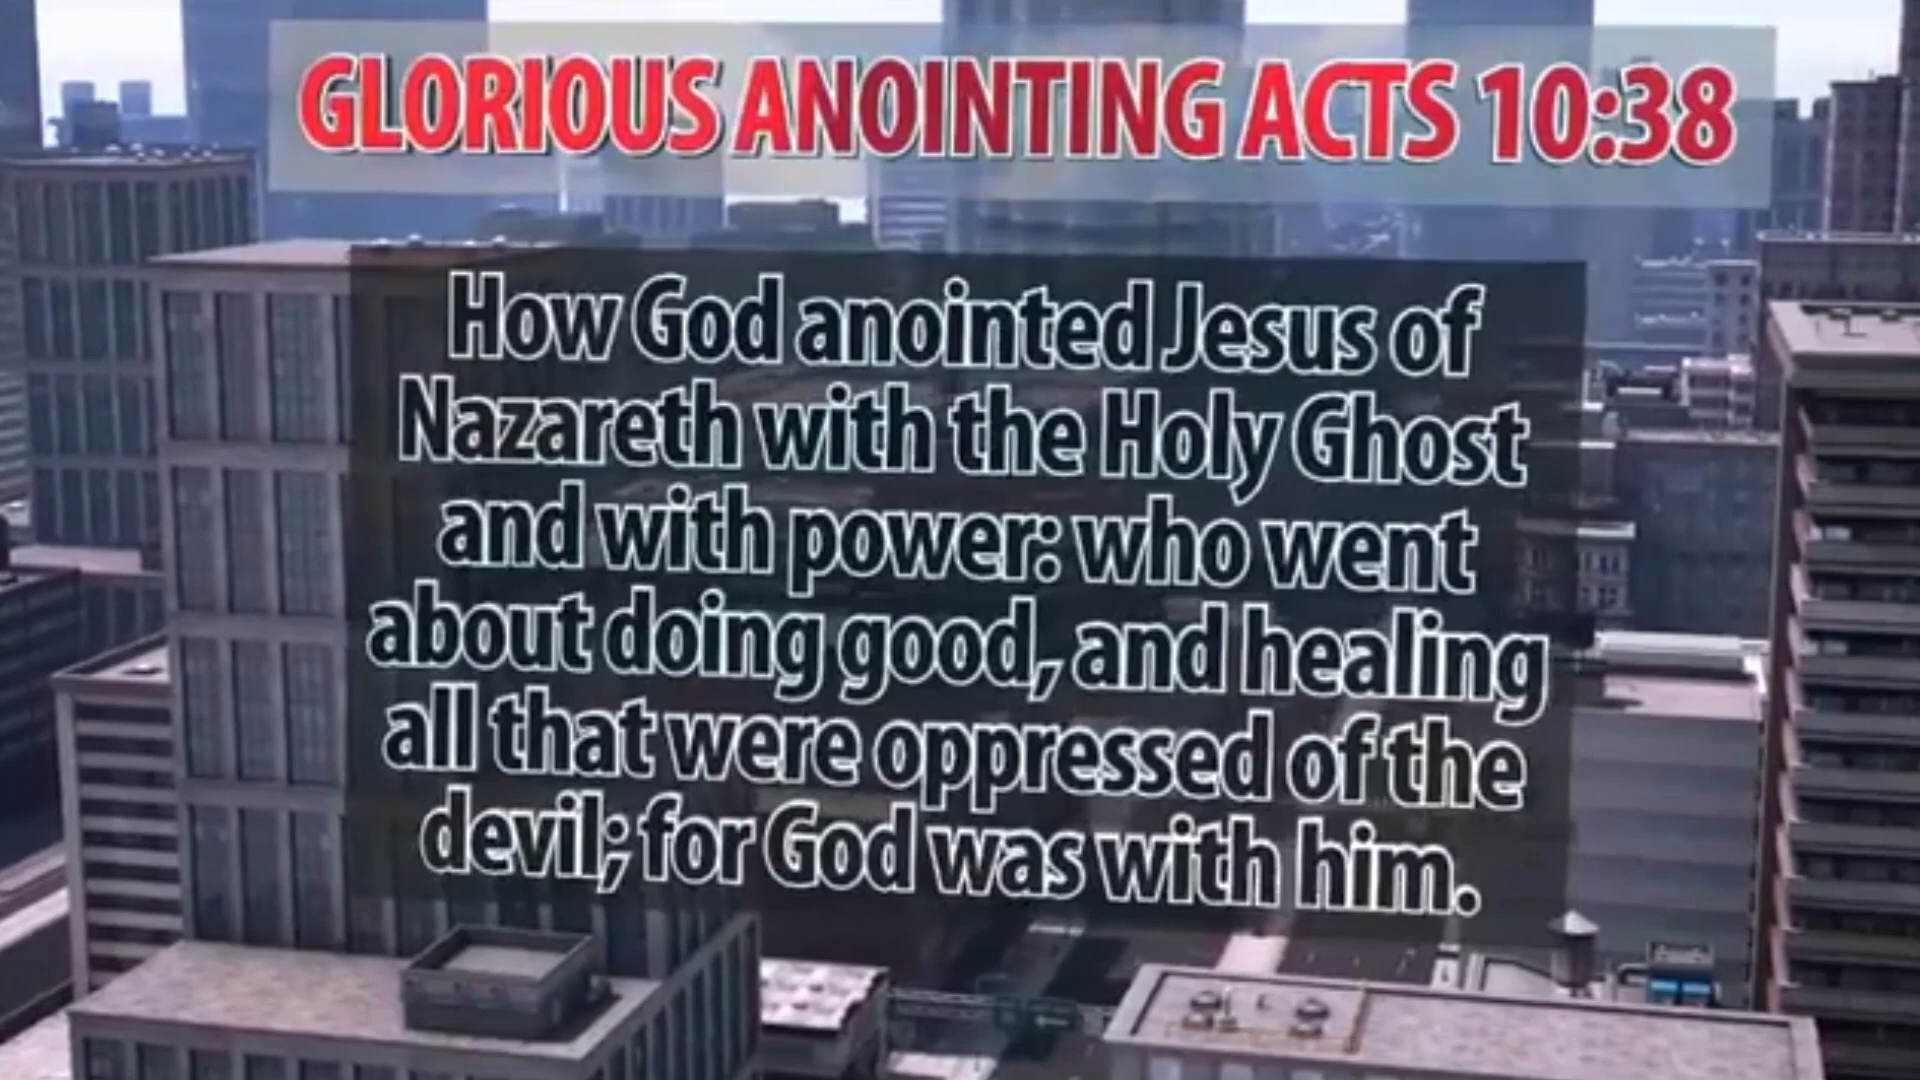 GLORIOUS ANOINTING ACTS 10:38
How God anointed Jesus of
Nazareth with the Holy Ghost
and with power: who went
about doing good, and healing
all that were oppressed of the
devil; for God was with him.